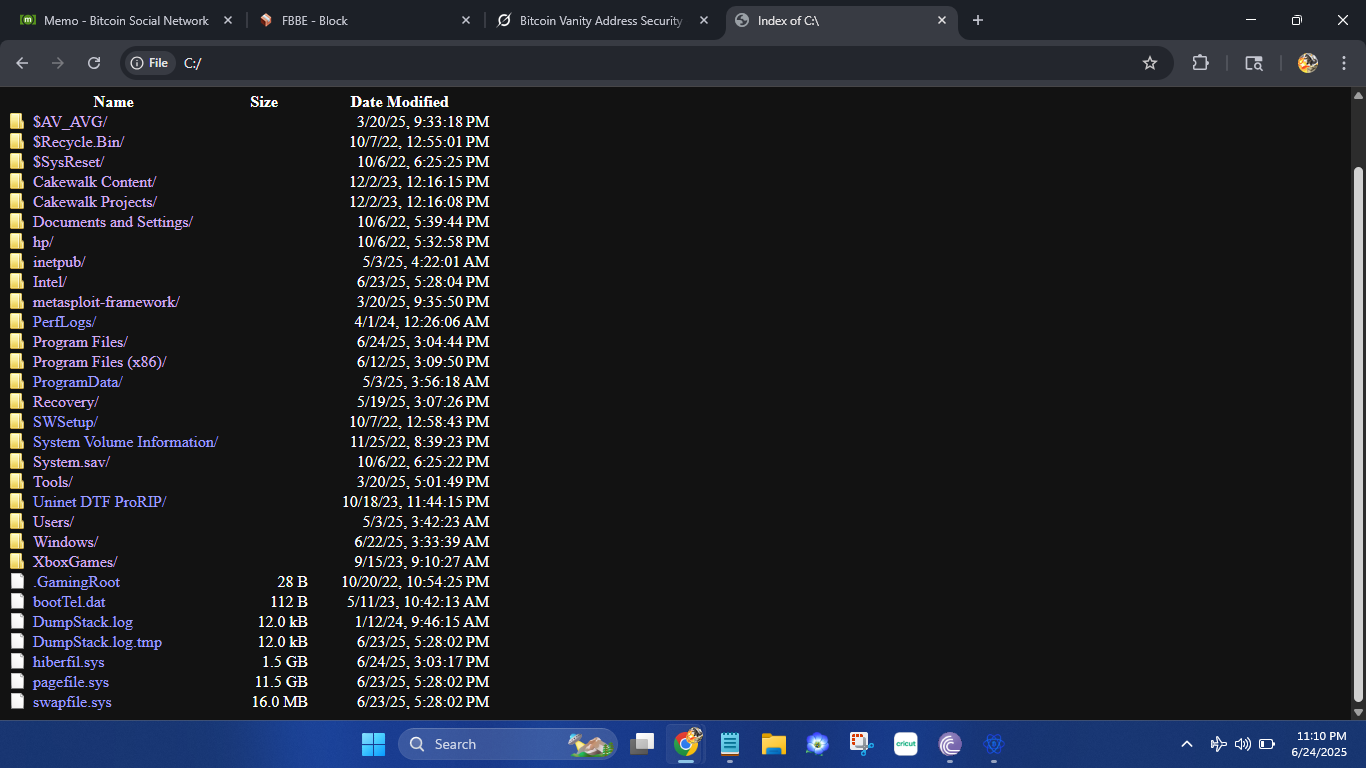 Memo - Bitcoin Social Network
FBBE - Block
Bitcoin Vanity Address Security
Index of C:\
File C:/
Name Size Date Modified
$AV_AVG/ 3/20/25, 9:33:18 PM
$Recycle.Bin/ 10/7/22, 12:55:01 PM
$SysReset/ 10/6/22, 6:25:25 PM
Cakewalk Content/ 12/2/23, 12:16:15 PM
Cakewalk Projects/ 12/2/23, 12:16:08 PM
Documents and Settings/ 10/6/22, 5:39:44 PM
hp/ 10/6/22, 5:32:58 PM
inetpub/ 5/3/25, 4:22:01 AM
Intel/ 6/23/25, 5:28:04 PM
metasploit-framework/ 3/20/25, 9:35:50 PM
PerfLogs/ 4/1/24, 12:26:06 AM
Program Files/ 6/24/25, 3:04:44 PM
Program Files (x86)/ 6/12/25, 3:09:50 PM
ProgramData/ 5/3/25, 3:56:18 AM
Recovery/ 5/19/25, 3:07:26 PM
SWSetup/ 10/7/22, 12:58:43 PM
System Volume Information/ 11/25/22, 8:39:23 PM
System.sav/ 10/6/22, 6:25:22 PM
Tools/ 3/20/25, 5:01:49 PM
Uninet DTF ProRIP/ 10/18/23, 11:44:15 PM
Users/ 5/3/25, 3:42:23 AM
Windows/ 6/22/25, 3:33:39 AM
XboxGames/ 9/15/23, 9:10:27 AM
.GamingRoot 28 B 10/20/22, 10:54:25 PM
bootTel.dat 112 B 5/11/23, 10:42:13 AM
DumpStack.log 12.0 kB 1/12/24, 9:46:15 AM
DumpStack.log.tmp 12.0 kB 6/23/25, 5:28:02 PM
hiberfil.sys 1.5 GB 6/24/25, 3:03:17 PM
pagefile.sys 11.5 GB 6/23/25, 5:28:02 PM
swapfile.sys 16.0 MB 6/23/25, 5:28:02 PM
Search
cricut
11:10 PM
6/24/2025